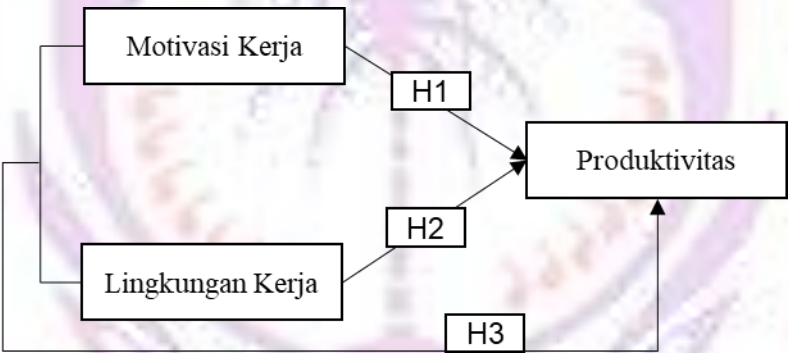 Motivasi Kerja
H1
Produktivitas
H2
Lingkungan Kerja
H3